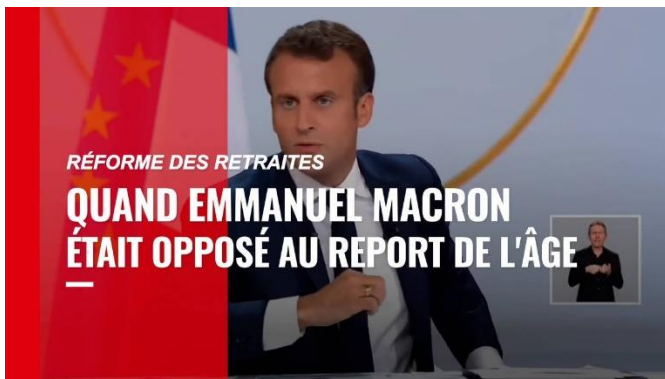 RÉFORME DES RETRAITES
QUAND EMMANUEL MACRON
ÉTAIT OPPOSÉ AU REPORT DE L'ÂGE